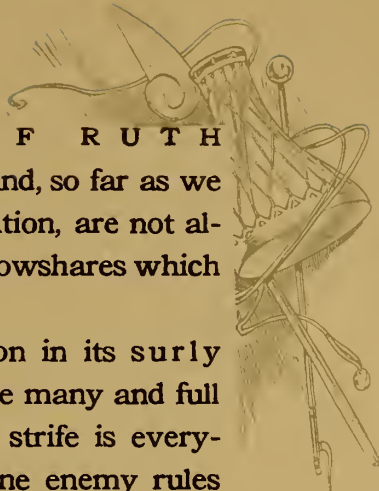 F RUTH
nd, so far as we
tion, are not al-
owshares which
on in its surly
e many and full
strife is every-
ne enemy rules